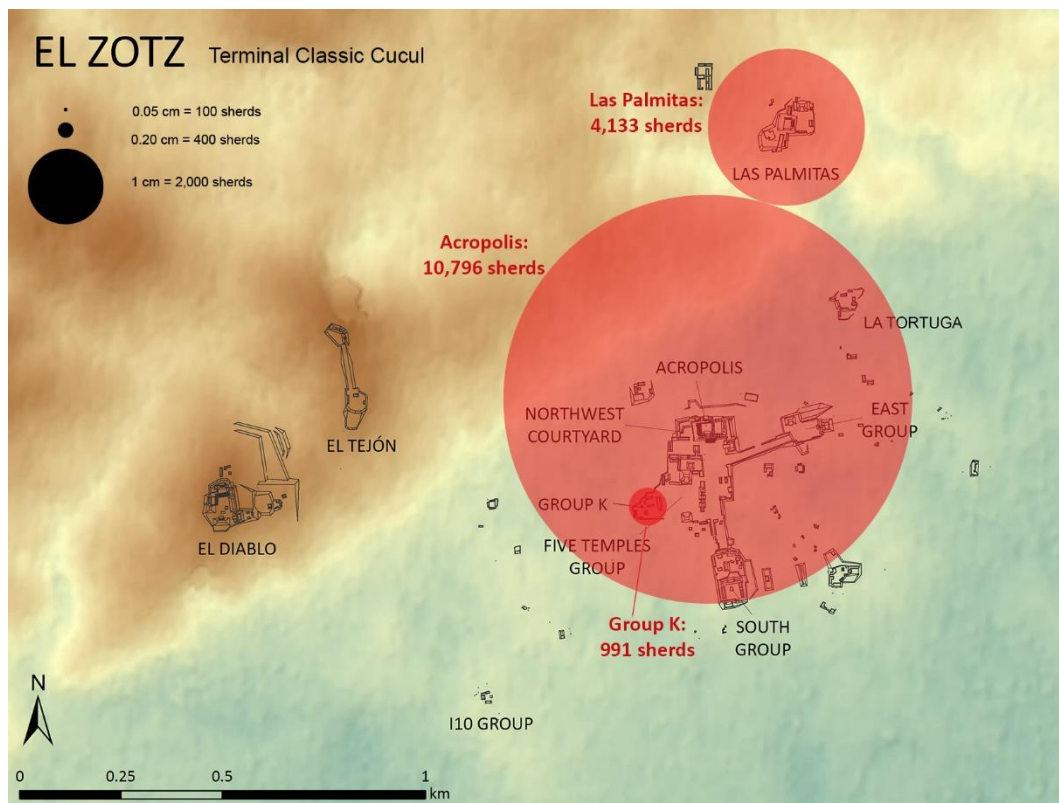 EL ZOTZ Terminal Classic Cucul
0.05 cm = 100 sherds
0.20 cm = 400 sherds
1 cm = 2,000 sherds
Las Palmitas:
4,133 sherds
LAS PALMITAS
Acropolis:
10,796 sherds
LA TORTUGA
ACROPOLIS
NORTHWEST
COURTYARD
EAST
GROUP
EL TEJÓN
GROUP K
EL DIABLO
FIVE TEMPLES
GROUP
Group K:
991 sherds
SOUTH
GROUP
N
I10 GROUP
0 0.25 0.5 1
km